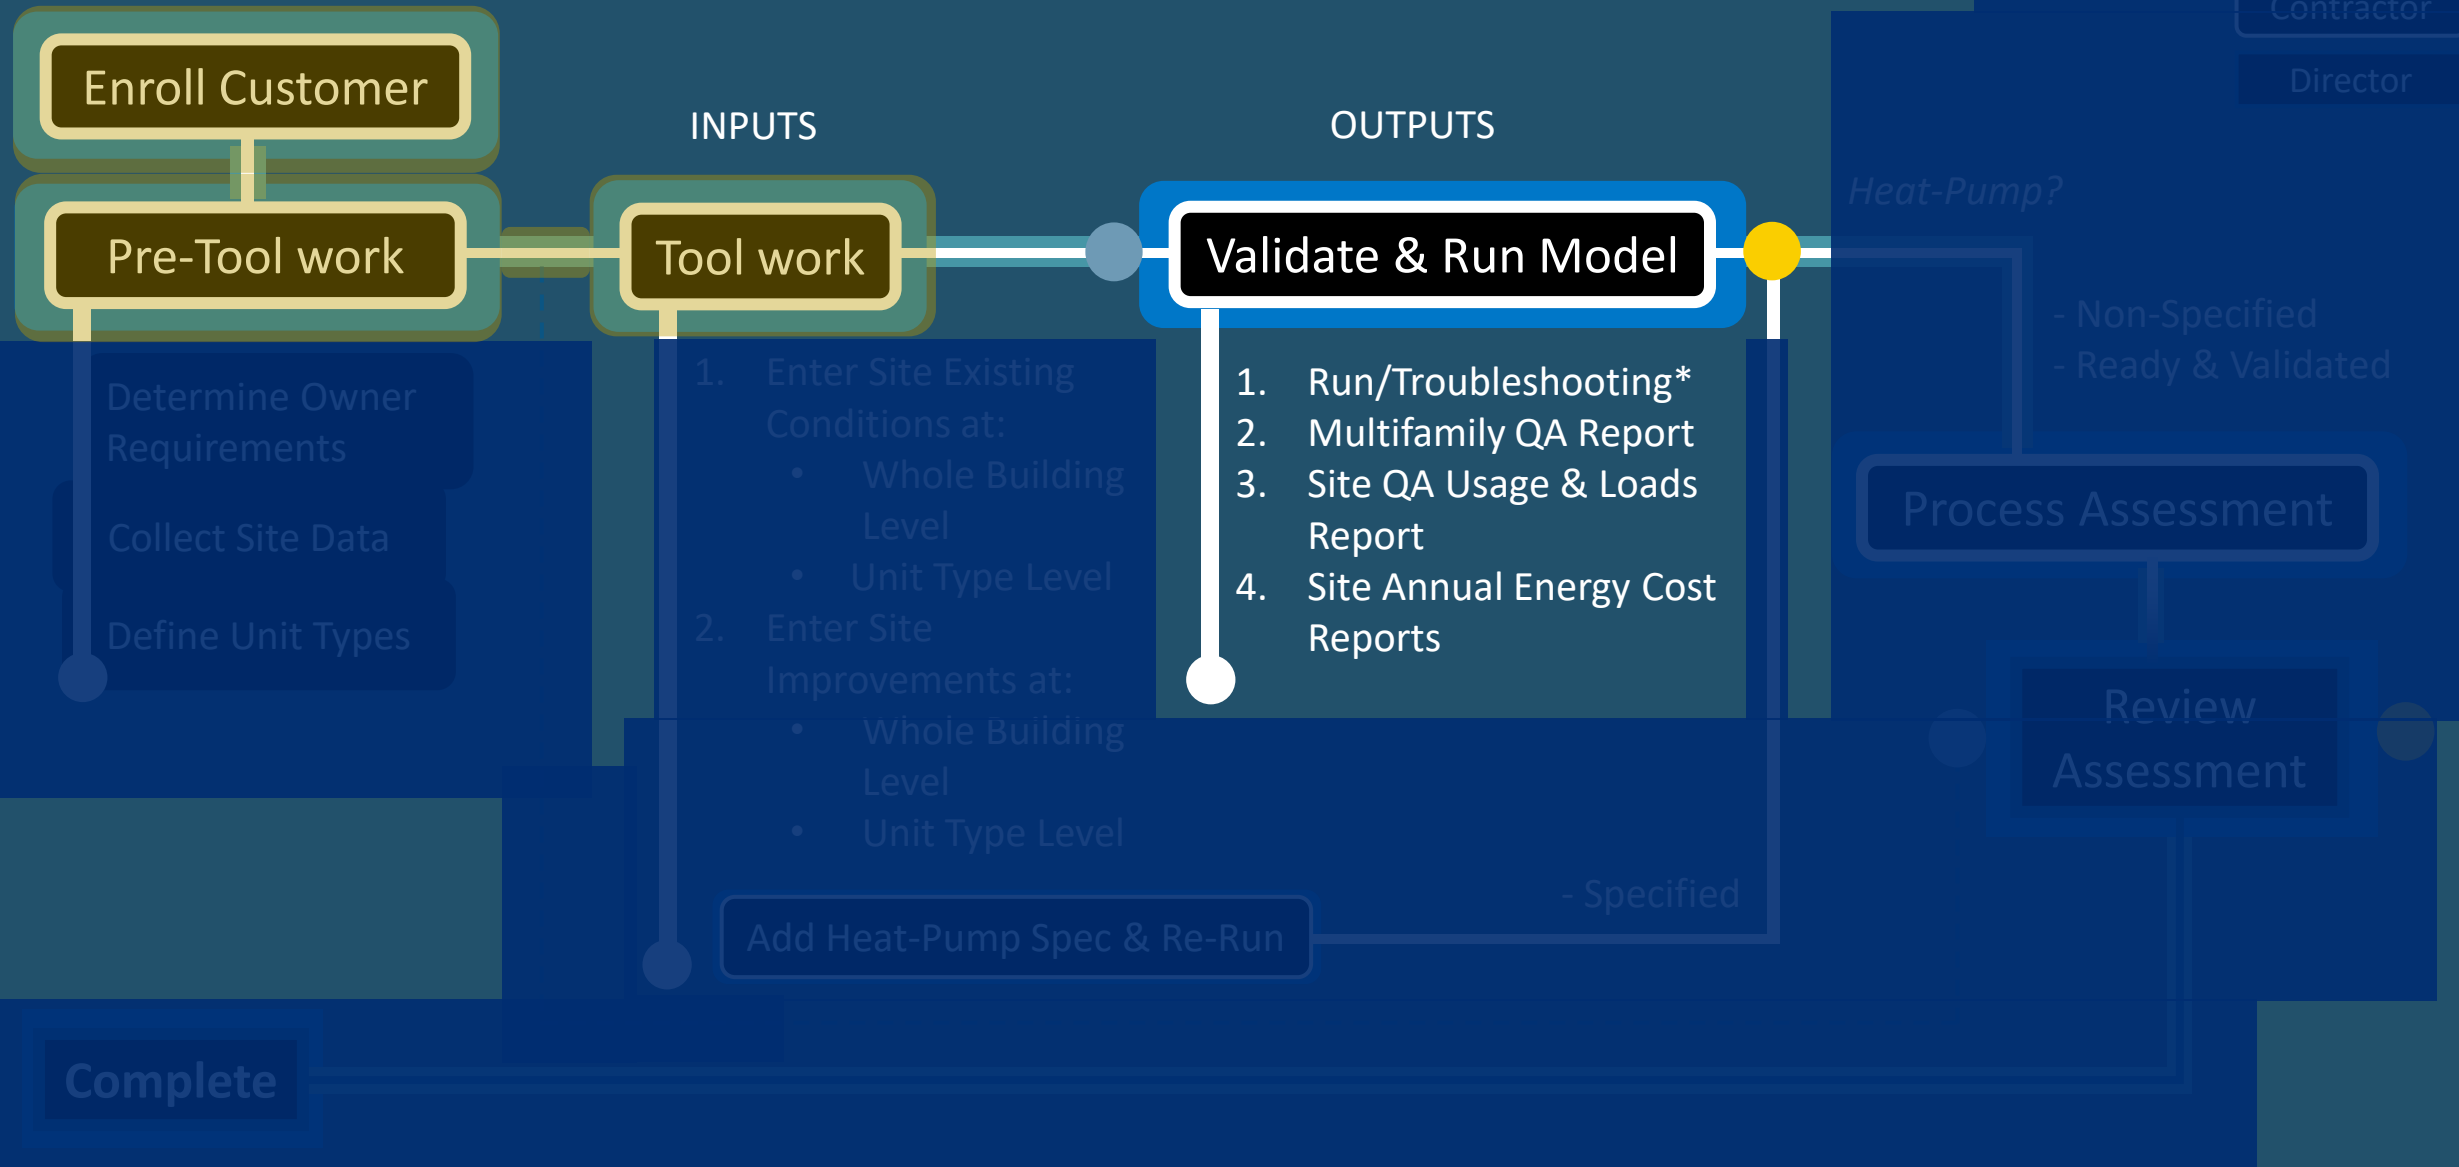 Contractor
Director
Enroll Customer
INPUTS
OUTPUTS
Pre-Tool work
Tool work
Validate & Run Model
Heat-Pump?
- Non-Specified
- Ready & Validated
Determine Owner
Requirements
Collect Site Data
Define Unit Types
1. Enter Site Existing
Conditions at:
• Whole Building
Level
• Unit Type Level
2. Enter Site
Improvements at:
• Whole Building
Level
• Unit Type Level
1. Run/Troubleshooting*
2. Multifamily QA Report
3. Site QA Usage & Loads
Report
4. Site Annual Energy Cost
Reports
Process Assessment
Review
Assessment
- Specified
Add Heat-Pump Spec & Re-Run
Complete